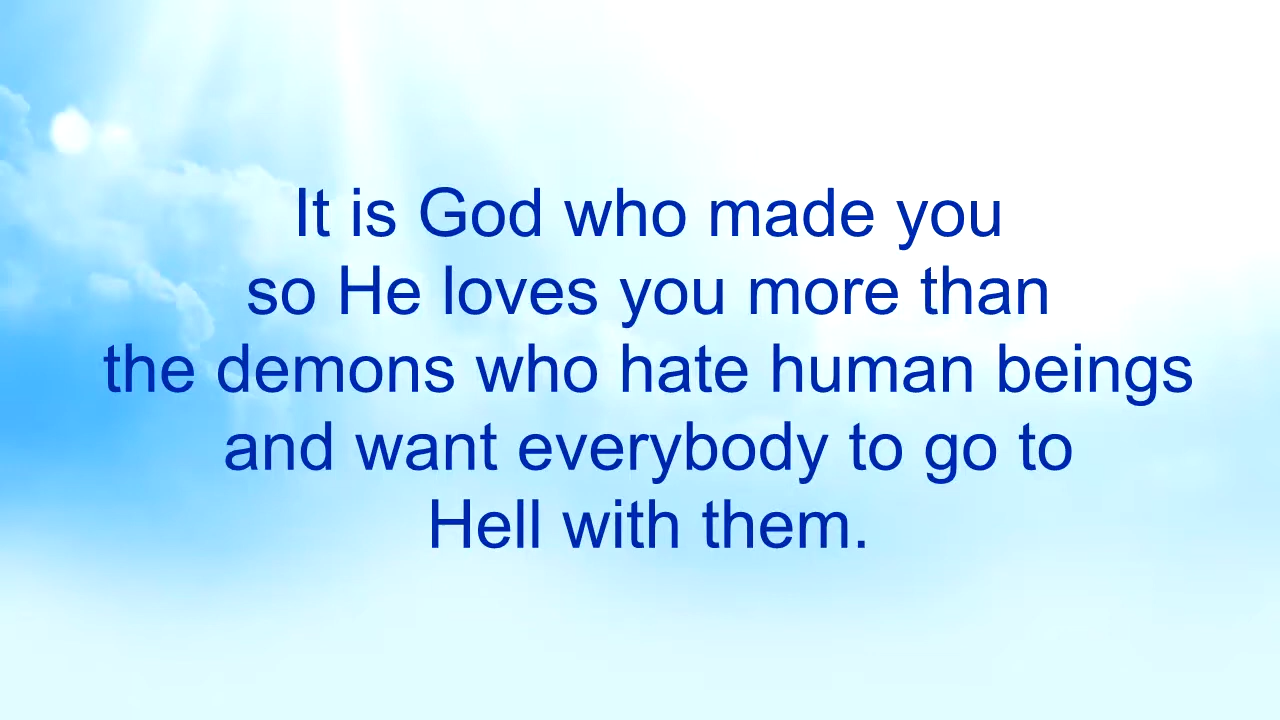 It is God who made you
so He loves you more than
the demons who hate human beings
and want everybody to go to
Hell with them.